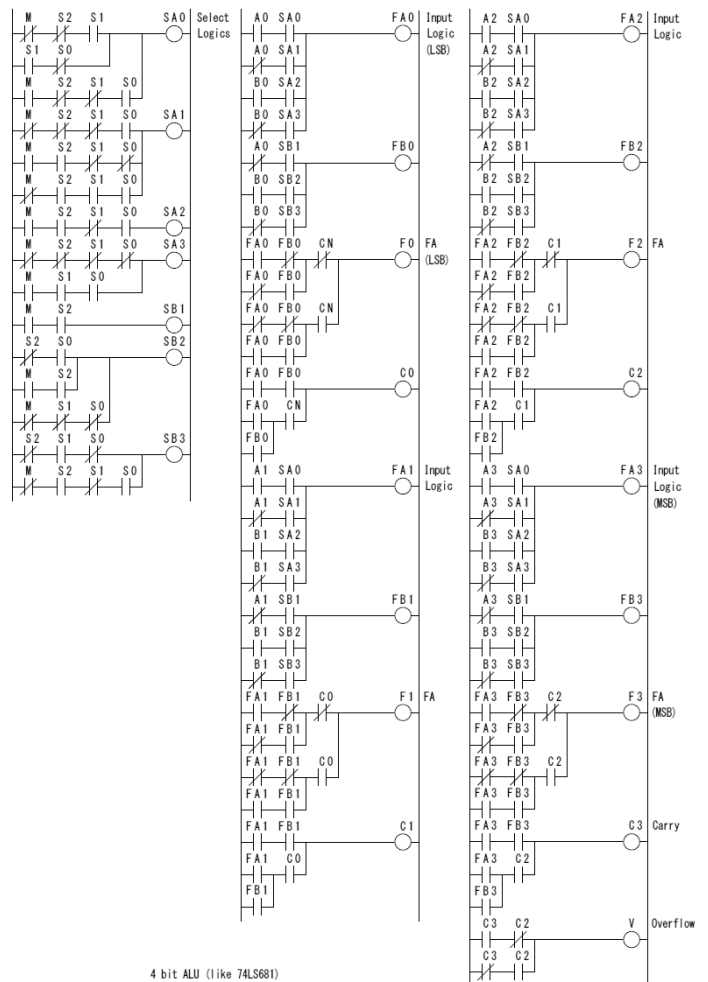 M S2 S1 SA0 Select
Logics
S1 S0
M S2 S1 S0
M S2 S1 S0 SA1
M S2 S1 S0
M S2 S1 S0
M S2 S1 S0 SA2
M S2 S1 S0 SA3
M S1 S0
M S2 SB1
S2 S0 SB2
M S2
M S1 S0
S2 S1 S0 SB3
M S2 S1 S0
A0 SA0 FA0 Input
Logic
(LSB)
A0 SA1
B0 SA2
B0 SA3
A0 SB1 FB0
B0 SB2
B0 SB3
FA0 FB0 CN F0 FA
(LSB)
FA0 FB0
FA0 FB0 CN
FA0 FB0
FA0 FB0 C0
FA0 CN
FB0
A1 SA0 FA1 Input
Logic
A1 SA1
B1 SA2
B1 SA3
A1 SB1 FB1
B1 SB2
B1 SB3
FA1 FB1 C0 F1 FA
FA1 FB1
FA1 FB1 C0
FA1 FB1
FA1 FB1 C1
FA1 C0
FB1
A2 SA0 FA2 Input
Logic
A2 SA1
B2 SA2
B2 SA3
A2 SB1 FB2
B2 SB2
B2 SB3
FA2 FB2 C1 F2 FA
FA2 FB2
FA2 FB2 C1
FA2 FB2
FA2 FB2 C2
FA2 C1
FB2
A3 SA0 FA3 Input
Logic
(MSB)
A3 SA1
B3 SA2
B3 SA3
A3 SB1 FB3
B3 SB2
B3 SB3
FA3 FB3 C2 F3 FA
(MSB)
FA3 FB3
FA3 FB3 C2
FA3 FB3
FA3 FB3 C3 Carry
FA3 C2
FB3
C3 C2 V Overflow
C3 C2
4 bit ALU (like 74LS681)